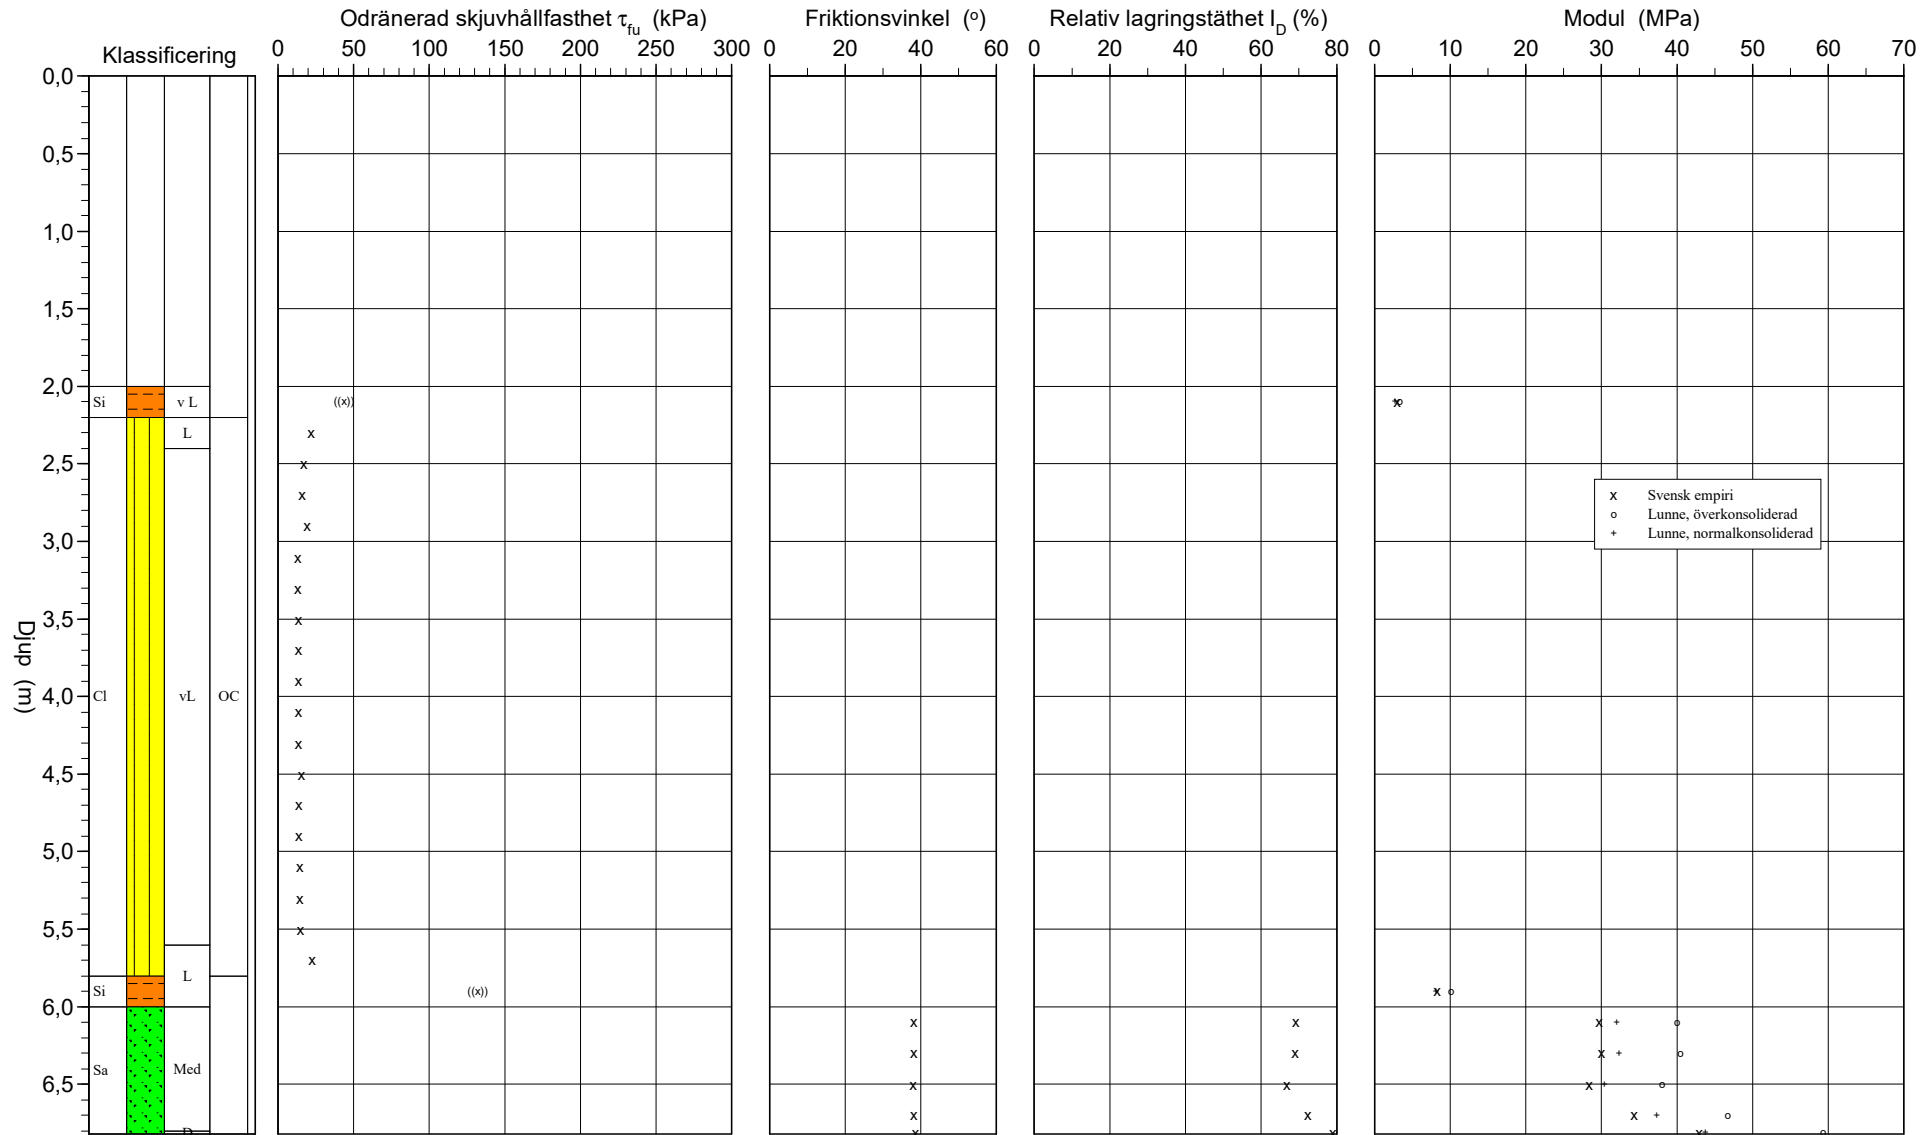 Odränerad skjuvhållfasthet τfu (kPa)
Friktionsvinkel (o)
Relativ lagringstäthet ID (%)
Modul (MPa)
Klassificering
0 50 100 150 200 250 300
0 20 40 60
0 20 40 60 80
0 10 20 30 40 50 60 70
Djup (m)
0,0
0,5
1,0
1,5
2,0
Si v L
((x))
L
2,5
x Svensk empiri
o Lunne, överkonsoliderad
+ Lunne, normalkonsoliderad
3,0
3,5
4,0
Cl vL OC
4,5
5,0
5,5
L
Si
((x))
6,0
Sa Med
6,5